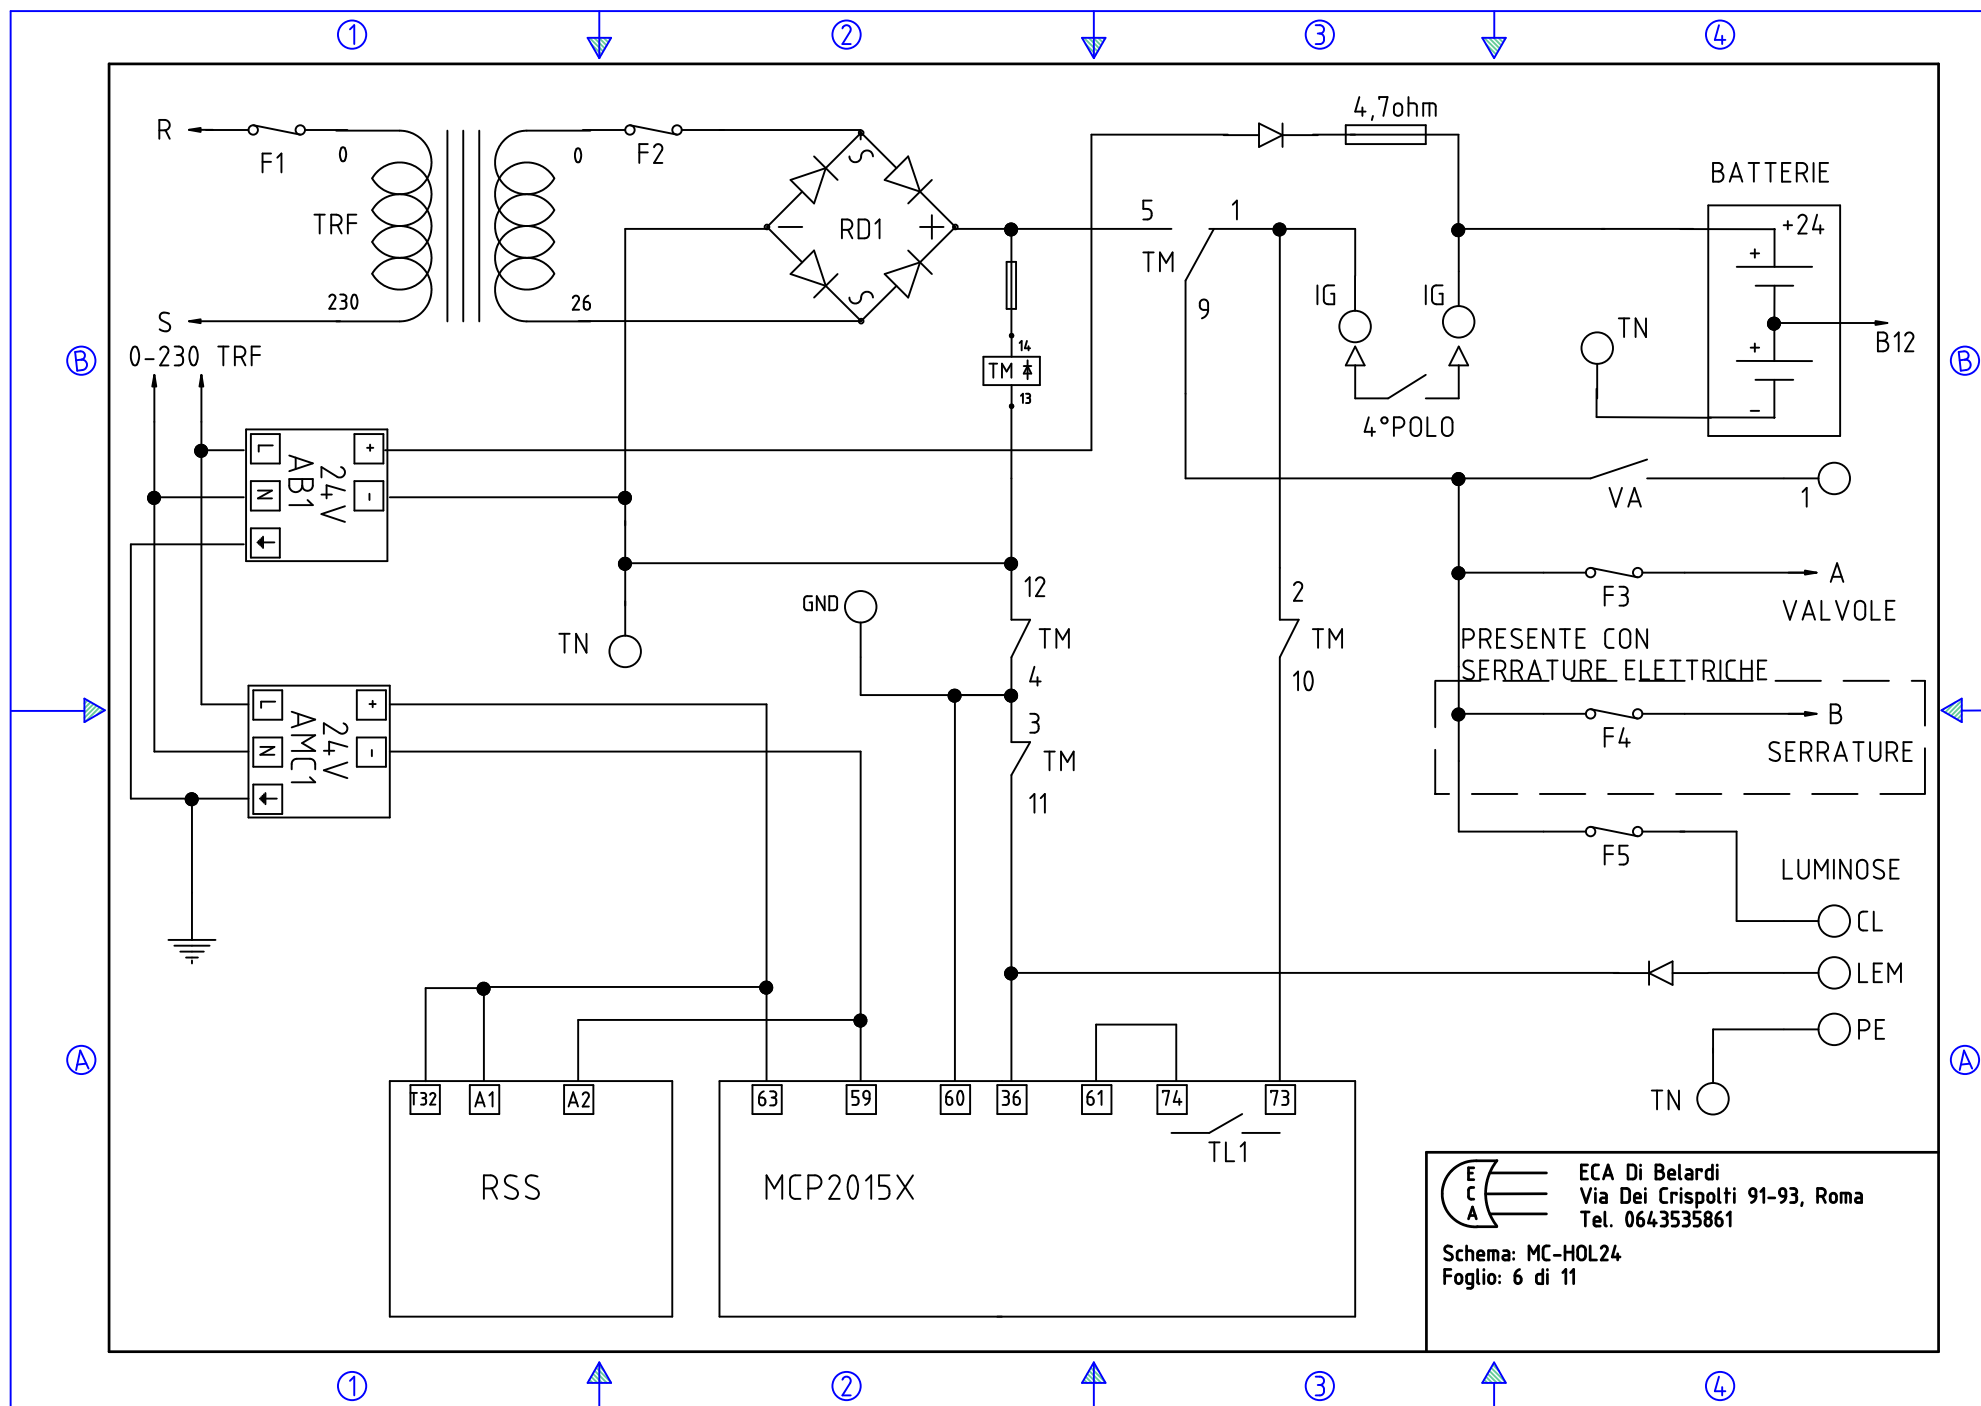 1
2
3
4
R
F1
0
0
F2
S
4,7ohm
BATTERIE
TRF
RD1
-
+
5
1
+24
+
TM
230
26
S
S
9
IG
IG
TN
B12
0-230 TRF
B
B
14
TM
13
+
-
4°POLO
L
N
AB1
24V
+
-
VA
1
12
GND
TM
2
TM
F3
A
VALVOLE
TN
4
10
PRESENTE CON
SERRATURE ELETTRICHE
L
N
AMC1
24V
+
-
3
TM
11
F4
B
SERRATURE
F5
LUMINOSE
CL
LEM
PE
A
A
T32
A1
A2
63
59
60
36
61
74
73
TN
TL1
RSS
MCP2015X
E
C
A
ECA Di Belardi
Via Dei Crispolti 91-93, Roma
Tel. 0643535861
Schema: MC-HOL24
Foglio: 6 di 11
1
2
3
4